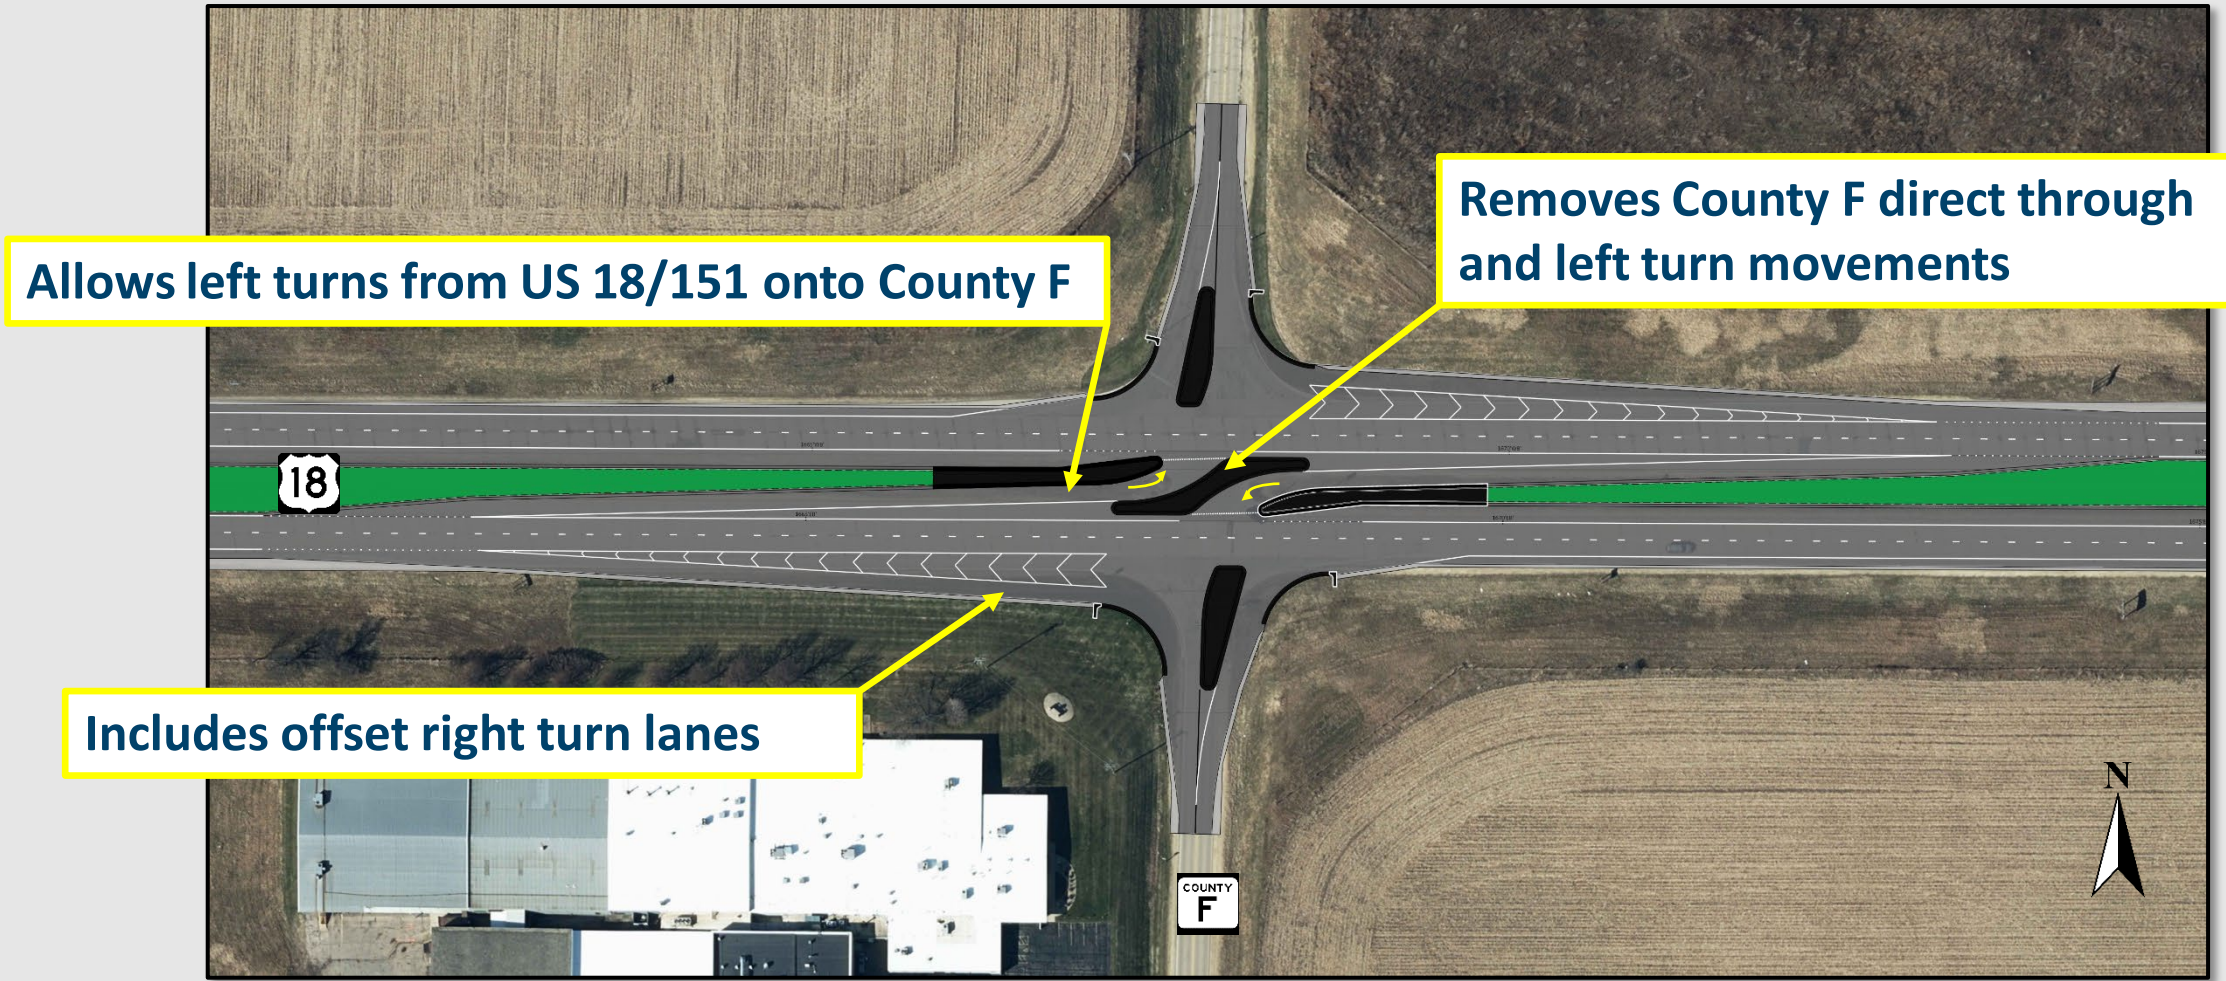 Removes County F direct through
and left turn movements
Allows left turns from US 18/151 onto County F
18
Includes offset right turn lanes
N
COUNTY
F